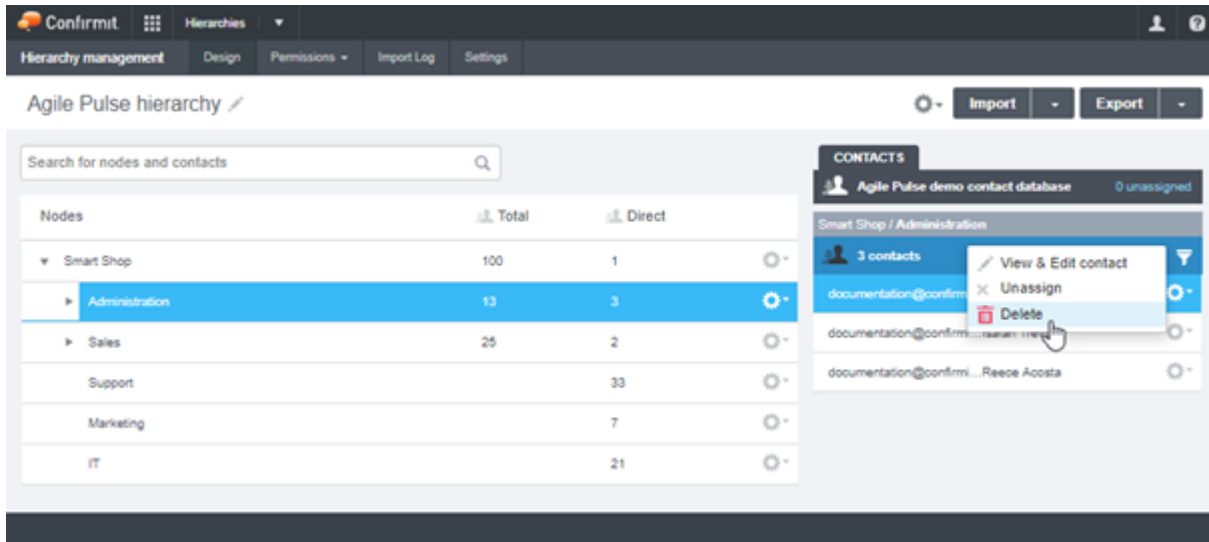 Confirmit. Hierarchies
Hierarchy management Design Permissions Import Log Settings
Agile Pulse hierarchy Import Export
Search for nodes and contacts
CONTACTS
Agile Pulse demo contact database 0 unassigned
Nodes Total Direct
Smart Shop / Administration
Smart Shop 100 1
3 contacts
View & Edit contact
Unassign
Delete
Administration 13 3
documentation@confirm
Sales 25 2
documentation@confirmi...Isaiah
Support 33
documentation@confirmi...Reece Acosta
Marketing 7
IT 21